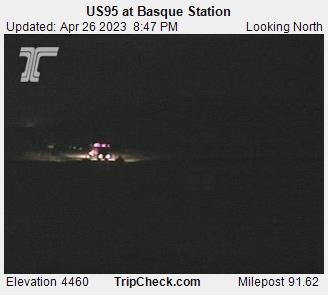 US95 at Basque Station
Updated: Apr 26 2023 8:47 PM Looking North
Elevation 4460 TripCheck.com Milepost 91.62